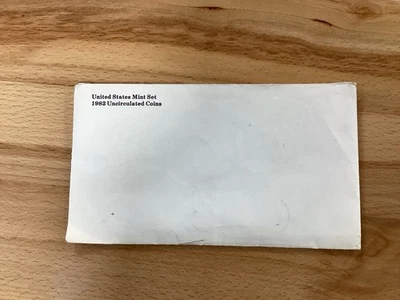 United States Mint Set
1982 Uncirculated Coins